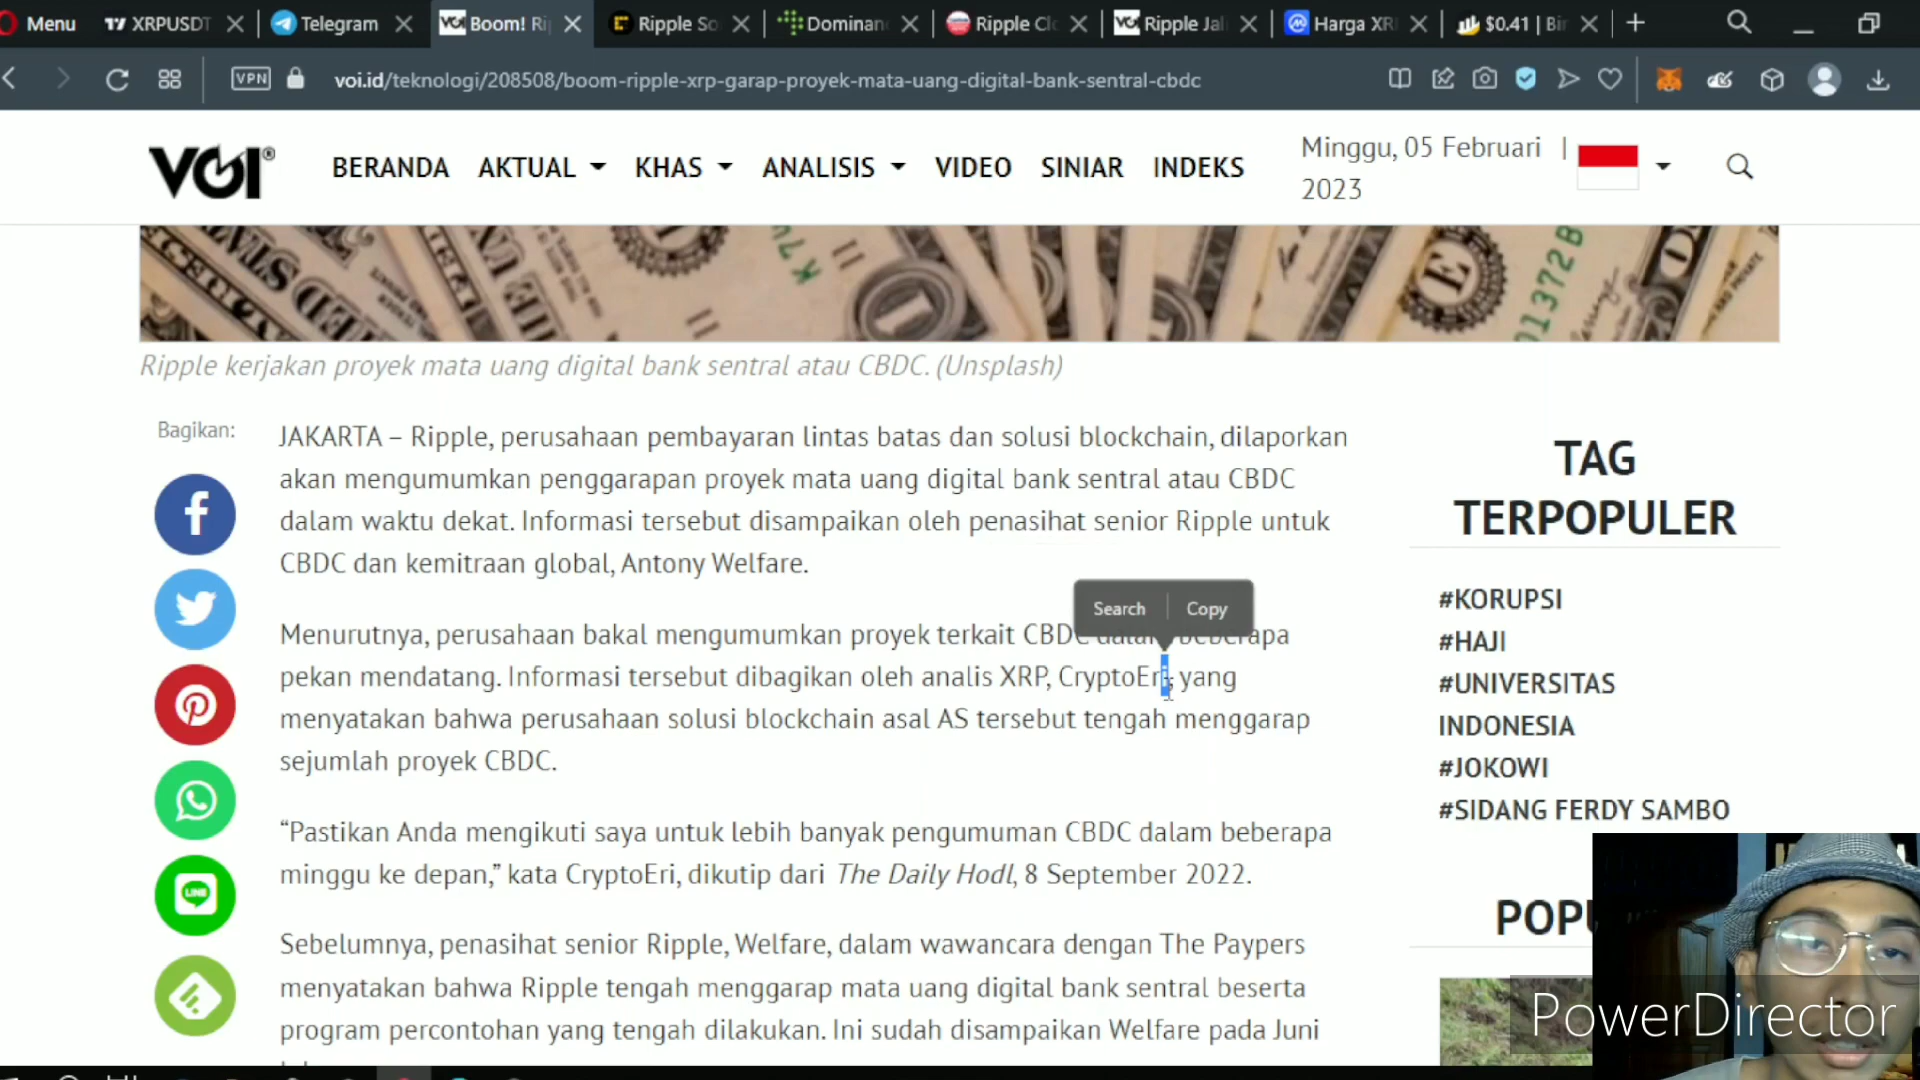 Menu
XRPUSDT
Telegram
Boom! Ri
Ripple So
Dominan
Ripple Cl
Ripple Jal
Harga XR
$0.41 | Bi
VPN
voi.id/teknologi/208508/boom-ripple-xrp-garap-proyek-mata-uang-digital-bank-sentral-cbdc
VOI®
BERANDA
AKTUAL
KHAS
ANALISIS
VIDEO
SINIAR
INDEKS
Minggu, 05 Februari
2023
Ripple kerjakan proyek mata uang digital bank sentral atau CBDC. (Unsplash)
Bagikan:
JAKARTA – Ripple, perusahaan pembayaran lintas batas dan solusi blockchain, dilaporkan
akan mengumumkan penggarapan proyek mata uang digital bank sentral atau CBDC
dalam waktu dekat. Informasi tersebut disampaikan oleh penasihat senior Ripple untuk
CBDC dan kemitraan global, Antony Welfare.
Search
Copy
Menurutnya, perusahaan bakal mengumumkan proyek terkait CBDC dalam beberapa
pekan mendatang. Informasi tersebut dibagikan oleh analis XRP, CryptoEri, yang
menyatakan bahwa perusahaan solusi blockchain asal AS tersebut tengah menggarap
sejumlah proyek CBDC.
“Pastikan Anda mengikuti saya untuk lebih banyak pengumuman CBDC dalam beberapa
minggu ke depan,” kata CryptoEri, dikutip dari The Daily Hodl, 8 September 2022.
Sebelumnya, penasihat senior Ripple, Welfare, dalam wawancara dengan The Paypers
menyatakan bahwa Ripple tengah menggarap mata uang digital bank sentral beserta
program percontohan yang tengah dilakukan. Ini sudah disampaikan Welfare pada Juni
TAG
TERPOPULER
#KORUPSI
#HAJI
#UNIVERSITAS
INDONESIA
#JOKOWI
#SIDANG FERDY SAMBO
POPU
PowerDirector